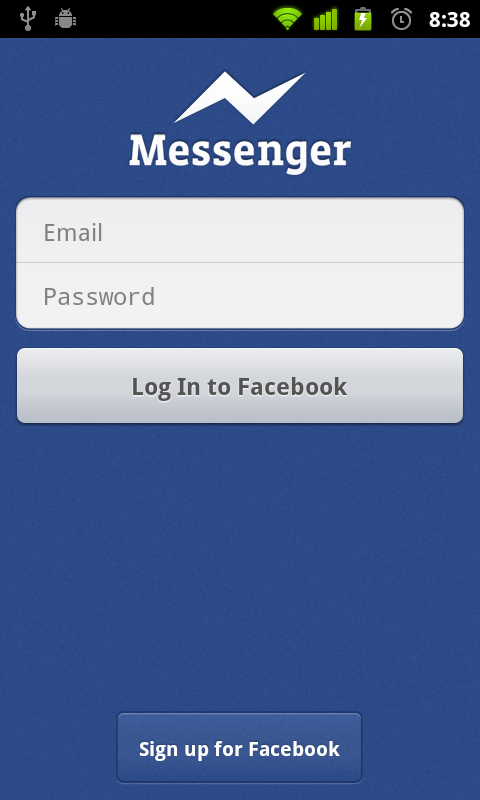 8:38
Messenger
Email
Password
Log In to Facebook
Sign up for Facebook